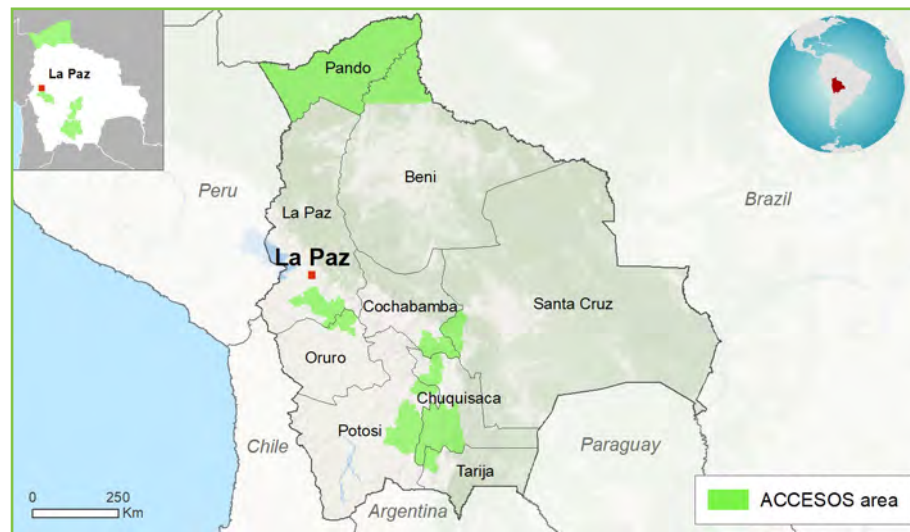 La Paz
Pando
Peru
Beni
Brazil
La Paz
La Paz
Cochabamba
Santa Cruz
Oruro
Chuquisaca
Potosi
Chile
Paraguay
Tarija
0 250
Km
Argentina
ACCESOS area